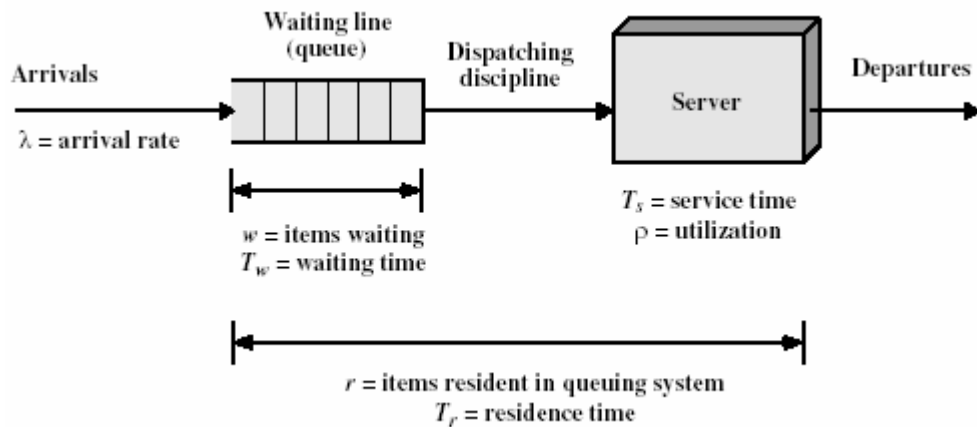 Waiting line
(queue)
Dispatching
discipline
Arrivals
Departures
Server
λ = arrival rate
T_s = service time
ρ = utilization
w = items waiting
T_w = waiting time
r = items resident in queuing system
T_r = residence time